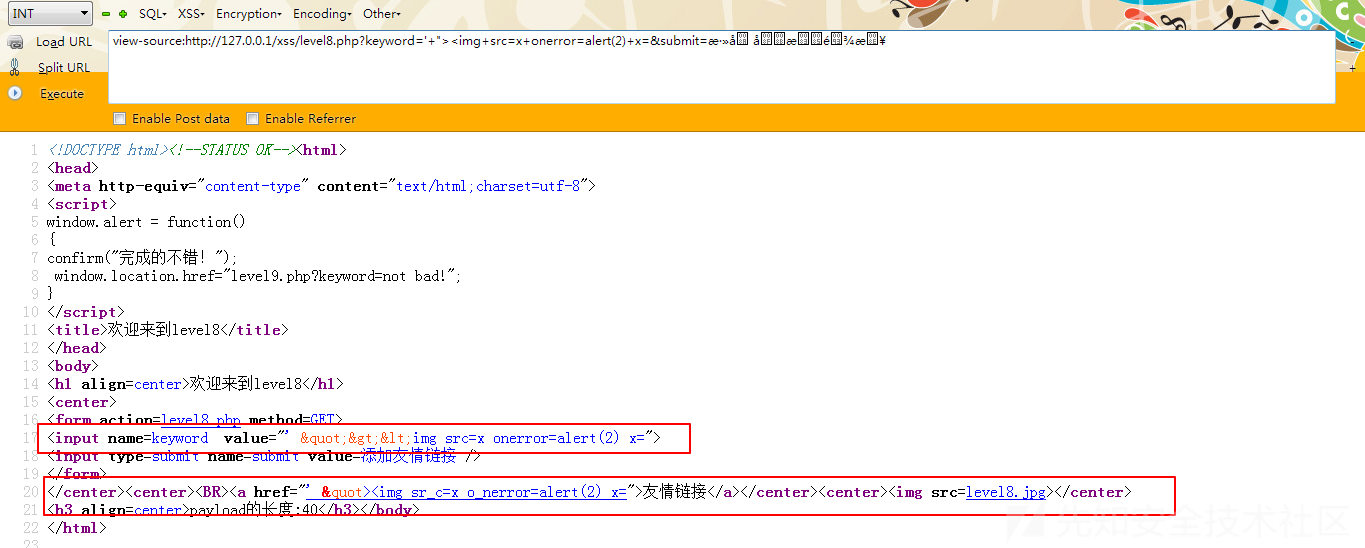 INT SQL▾ XSS▾ Encryption▾ Encoding▾ Other▾
Load URL view-source:http://127.0.0.1/xss/level8.php?keyword='+"><img+src=x+onerror=alert(2)+x=&submit=
Split URL
+
Execute
Enable Post data Enable Referrer
1 <!DOCTYPE html><!--STATUS OK--><html>
2 <head>
3 <meta http-equiv="content-type" content="text/html;charset=utf-8">
4 <script>
5 window.alert = function()
6 {
7 confirm("完成的不错！");
8 window.location.href="level9.php?keyword=not bad!";
9 }
10 </script>
11 <title>欢迎来到level8</title>
12 </head>
13 <body>
14 <h1 align=center>欢迎来到level8</h1>
15 <center>
16 <form action=level8.php method=GET>
17 <input name=keyword  value="' &quot;&gt;&lt;img src=x onerror=alert(2) x=">
18 <input type=submit name=submit value=添加友情链接 />
19 </form>
20 </center><center><BR><a href="' &quot><img sr_c=x o_nerror=alert(2) x=">友情链接</a></center><center><img src=level8.jpg></center>
21 <h3 align=center>payload的长度:40</h3></body>
22 </html>
23
先知安全技术社区